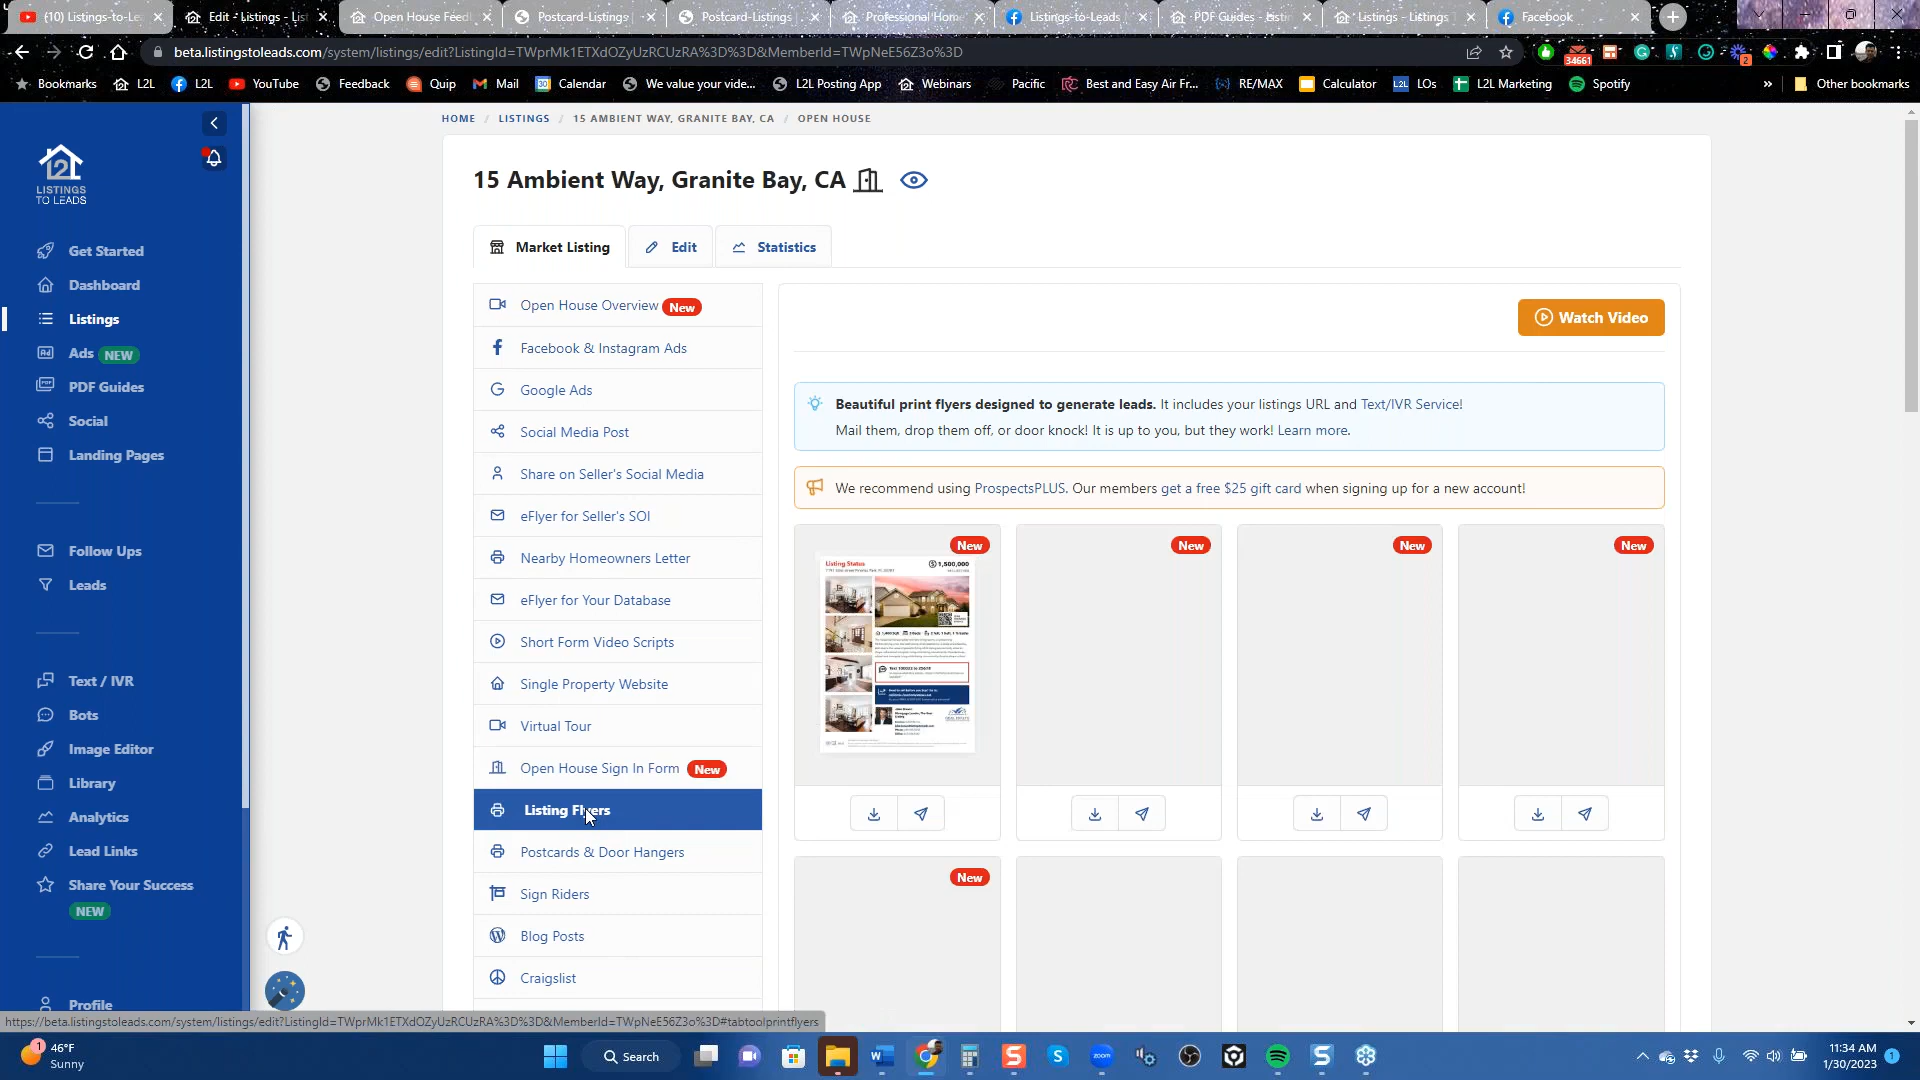 (10) Listings-to-Le
Edit - Listings - List
Open House Feed
Postcard-Listings
Postcard-Listings
Professional Home
Listings-to-Leads
PDF Guides - Listin
Listings - Listings T
Facebook
beta.listingstoleads.com/system/listings/edit?ListingId=TWprMk1ETXdOZyUzRCUzRA%3D%3D&MemberId=TWpNeE56Z3o%3D
34661
2
Bookmarks
L2L
L2L
YouTube
Feedback
Quip
Mail
Calendar
We value your vide...
L2L Posting App
Webinars
Pacific
Best and Easy Air Fr...
RE/MAX
Calculator
LOs
L2L Marketing
Spotify
»
Other bookmarks
HOME / LISTINGS / 15 AMBIENT WAY, GRANITE BAY, CA / OPEN HOUSE
LISTINGS
TO LEADS
15 Ambient Way, Granite Bay, CA
Market Listing
Edit
Statistics
Get Started
Dashboard
Listings
Ads NEW
PDF Guides
Social
Landing Pages
Follow Ups
Leads
Text / IVR
Bots
Image Editor
Library
Analytics
Lead Links
Share Your Success
NEW
Profile
Open House Overview New
Facebook & Instagram Ads
Google Ads
Social Media Post
Share on Seller's Social Media
eFlyer for Seller's SOI
Nearby Homeowners Letter
eFlyer for Your Database
Short Form Video Scripts
Single Property Website
Virtual Tour
Open House Sign In Form New
Listing Flyers
Postcards & Door Hangers
Sign Riders
Blog Posts
Craigslist
Watch Video
Beautiful print flyers designed to generate leads. It includes your listings URL and Text/IVR Service!
Mail them, drop them off, or door knock! It is up to you, but they work! Learn more.
We recommend using ProspectsPLUS. Our members get a free $25 gift card when signing up for a new account!
New
New
New
New
Listing Status
$ 1,500,000
New
https://beta.listingstoleads.com/system/listings/edit?ListingId=TWprMk1ETXdOZyUzRCUzRA%3D%3D&MemberId=TWpNeE56Z3o%3D#tabtoolprintflyers
1
46°F
Sunny
Search
zoom
11:34 AM
1/30/2023
1